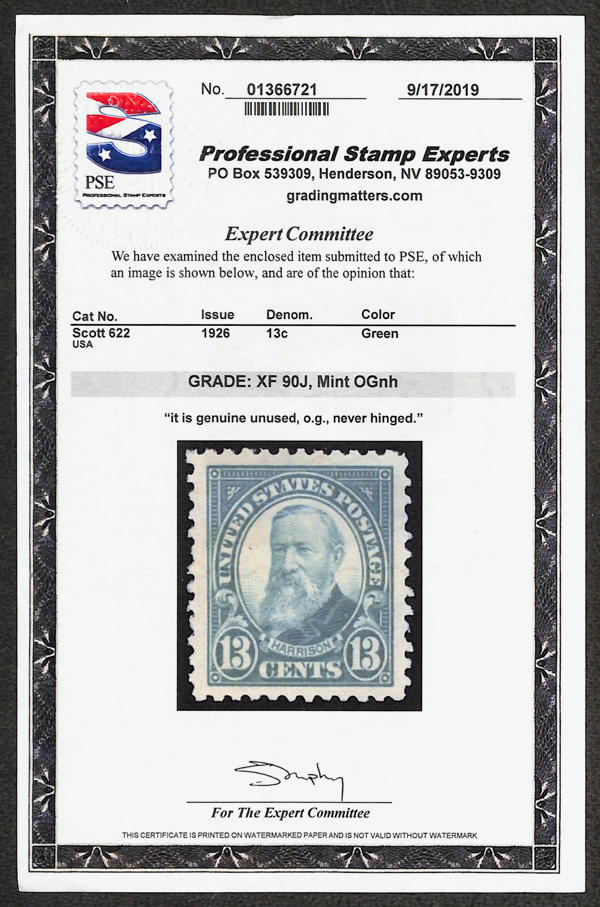 No. 01366721 9/17/2019
PSE
PROFESSIONAL STAMP EXPERTS
Professional Stamp Experts
PO Box 539309, Henderson, NV 89053-9309
gradingmatters.com
Expert Committee
We have examined the enclosed item submitted to PSE, of which
an image is shown below, and are of the opinion that:
Cat No. Issue Denom. Color
Scott 622 1926 13c Green
USA
GRADE: XF 90J, Mint OGnh
“it is genuine unused, o.g., never hinged.”
UNITED STATES POSTAGE
HARRISON
13 CENTS 13
For The Expert Committee
THIS CERTIFICATE IS PRINTED ON WATERMARKED PAPER AND IS NOT VALID WITHOUT WATERMARK